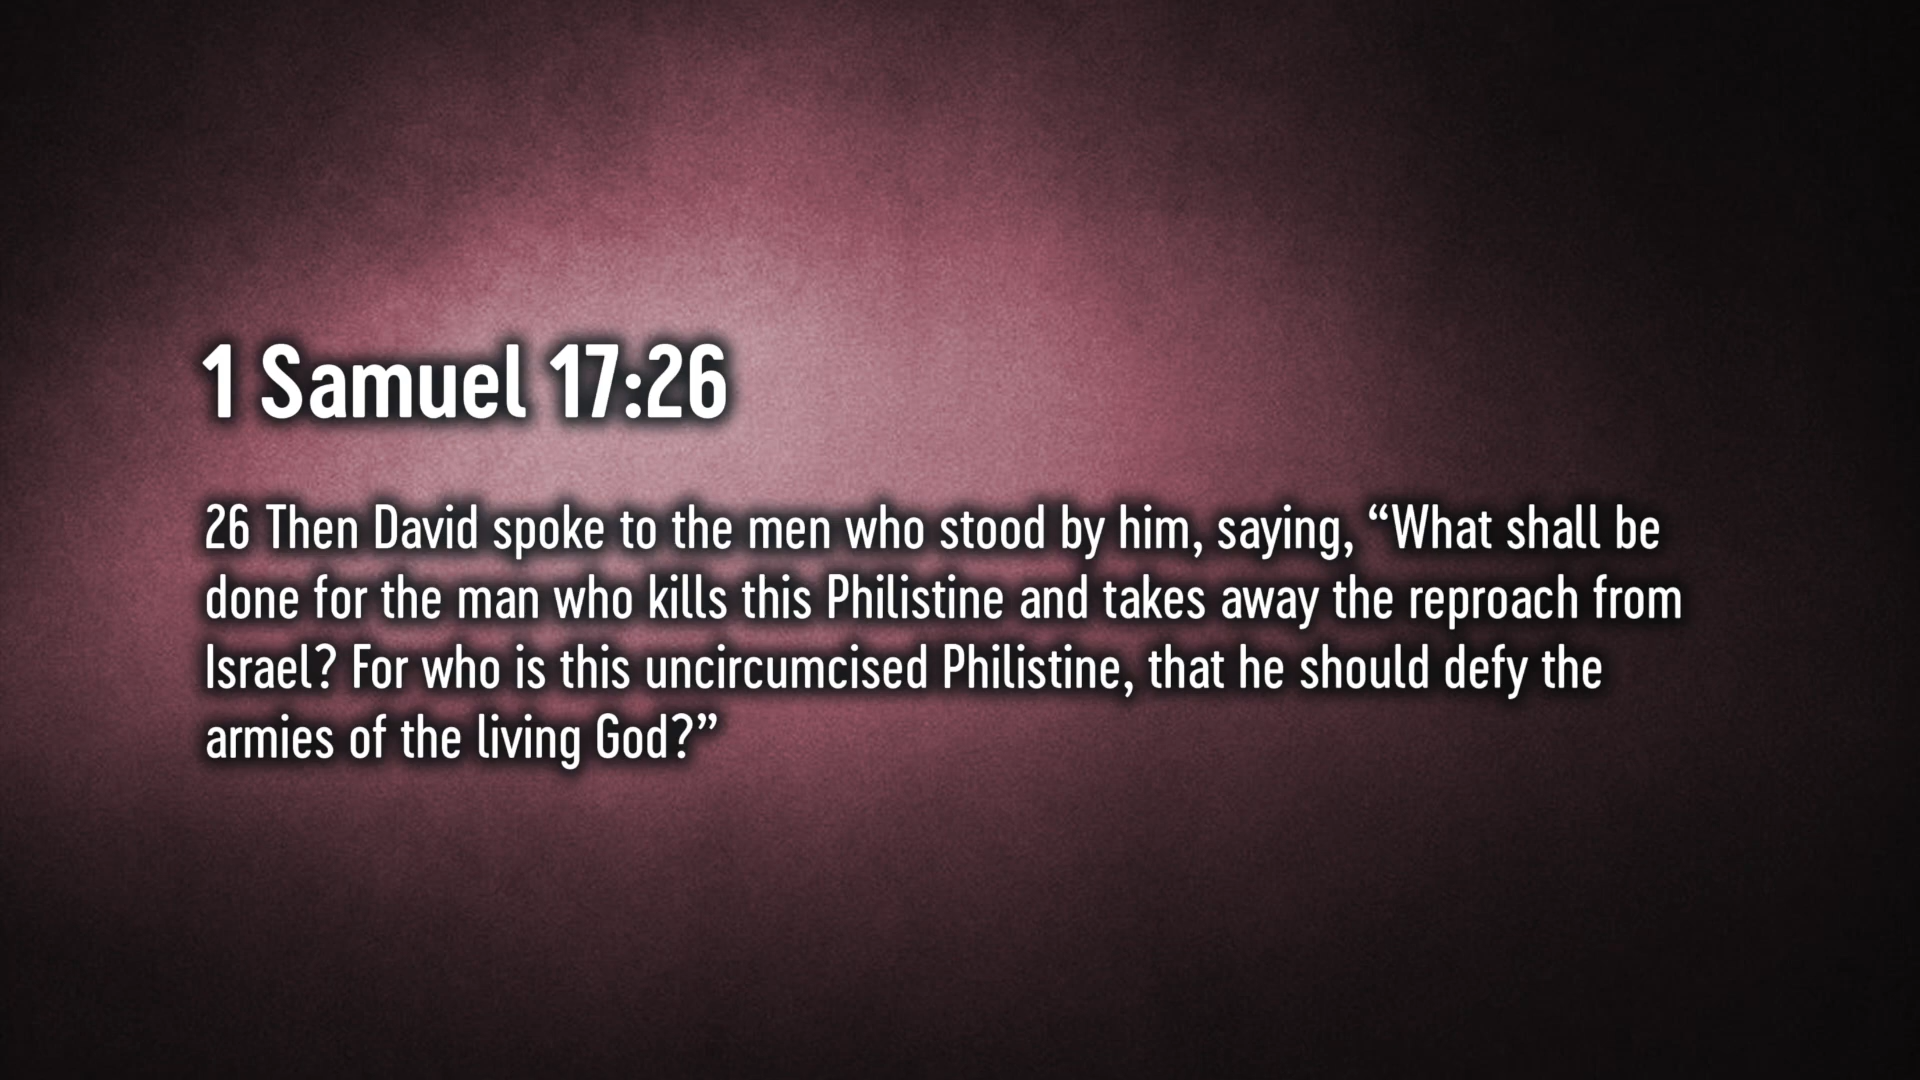 1 Samuel 17:26
26 Then David spoke to the men who stood by him, saying, “What shall be
done for the man who kills this Philistine and takes away the reproach from
Israel? For who is this uncircumcised Philistine, that he should defy the
armies of the living God?”